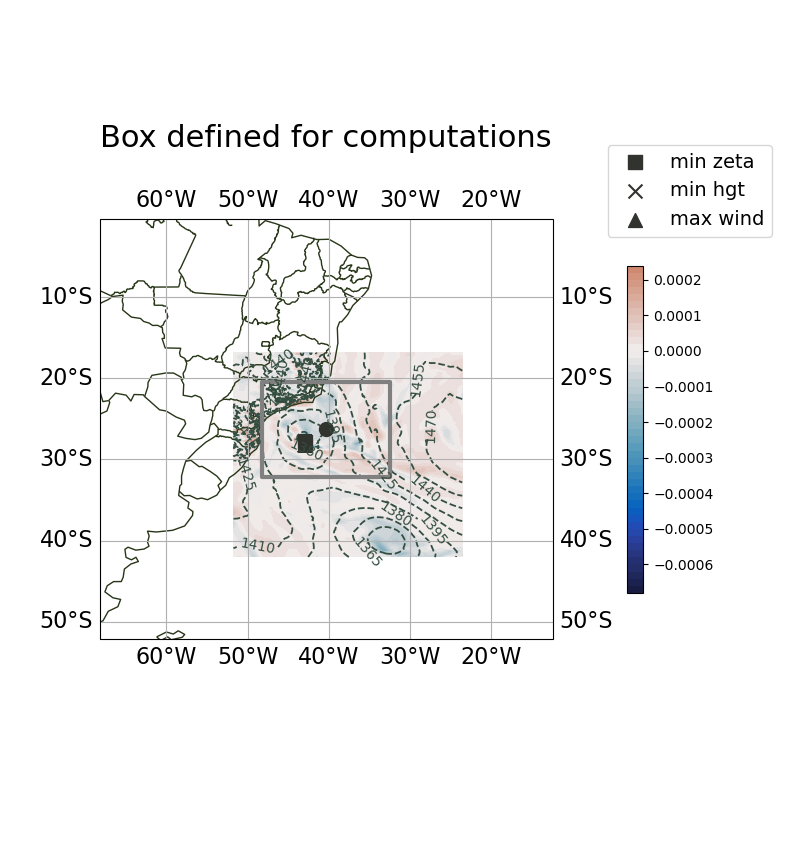 Box defined for computations
min zeta
min hgt
max wind
60°W 50°W 40°W 30°W 20°W
10°S 10°S
20°S 20°S
30°S 30°S
40°S 40°S
50°S 50°S
60°W 50°W 40°W 30°W 20°W
0.0002
0.0001
0.0000
−0.0001
−0.0002
−0.0003
−0.0004
−0.0005
−0.0006
1455
1470
1425
1425
1440
1380
1395
1365
1410